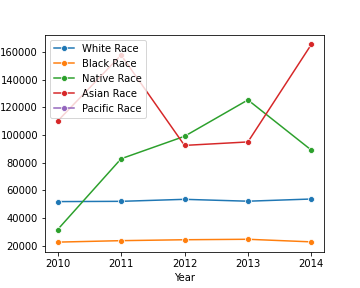 White Race
Black Race
Native Race
Asian Race
Pacific Race
160000
140000
120000
100000
80000
60000
40000
20000
2010 2011 2012 2013 2014
Year